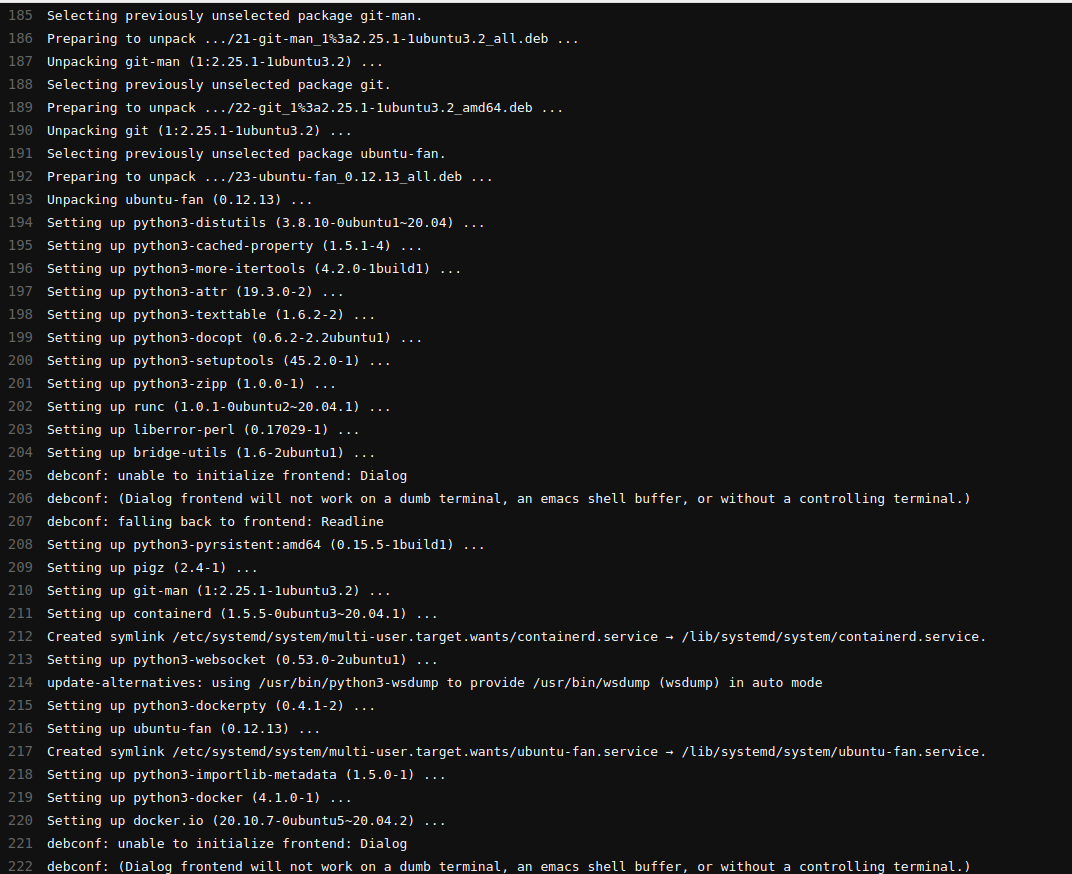 185 Selecting previously unselected package git-man.
186 Preparing to unpack .../21-git-man_1%3a2.25.1-1ubuntu3.2_all.deb ...
187 Unpacking git-man (1:2.25.1-1ubuntu3.2) ...
188 Selecting previously unselected package git.
189 Preparing to unpack .../22-git_1%3a2.25.1-1ubuntu3.2_amd64.deb ...
190 Unpacking git (1:2.25.1-1ubuntu3.2) ...
191 Selecting previously unselected package ubuntu-fan.
192 Preparing to unpack .../23-ubuntu-fan_0.12.13_all.deb ...
193 Unpacking ubuntu-fan (0.12.13) ...
194 Setting up python3-distutils (3.8.10-0ubuntu1~20.04) ...
195 Setting up python3-cached-property (1.5.1-4) ...
196 Setting up python3-more-itertools (4.2.0-1build1) ...
197 Setting up python3-attr (19.3.0-2) ...
198 Setting up python3-texttable (1.6.2-2) ...
199 Setting up python3-docopt (0.6.2-2.2ubuntu1) ...
200 Setting up python3-setuptools (45.2.0-1) ...
201 Setting up python3-zipp (1.0.0-1) ...
202 Setting up runc (1.0.1-0ubuntu2~20.04.1) ...
203 Setting up liberror-perl (0.17029-1) ...
204 Setting up bridge-utils (1.6-2ubuntu1) ...
205 debconf: unable to initialize frontend: Dialog
206 debconf: (Dialog frontend will not work on a dumb terminal, an emacs shell buffer, or without a controlling terminal.)
207 debconf: falling back to frontend: Readline
208 Setting up python3-pyrsistent:amd64 (0.15.5-1build1) ...
209 Setting up pigz (2.4-1) ...
210 Setting up git-man (1:2.25.1-1ubuntu3.2) ...
211 Setting up containerd (1.5.5-0ubuntu3~20.04.1) ...
212 Created symlink /etc/systemd/system/multi-user.target.wants/containerd.service → /lib/systemd/system/containerd.service.
213 Setting up python3-websocket (0.53.0-2ubuntu1) ...
214 update-alternatives: using /usr/bin/python3-wsdump to provide /usr/bin/wsdump (wsdump) in auto mode
215 Setting up python3-dockerpty (0.4.1-2) ...
216 Setting up ubuntu-fan (0.12.13) ...
217 Created symlink /etc/systemd/system/multi-user.target.wants/ubuntu-fan.service → /lib/systemd/system/ubuntu-fan.service.
218 Setting up python3-importlib-metadata (1.5.0-1) ...
219 Setting up python3-docker (4.1.0-1) ...
220 Setting up docker.io (20.10.7-0ubuntu5~20.04.2) ...
221 debconf: unable to initialize frontend: Dialog
222 debconf: (Dialog frontend will not work on a dumb terminal, an emacs shell buffer, or without a controlling terminal.)